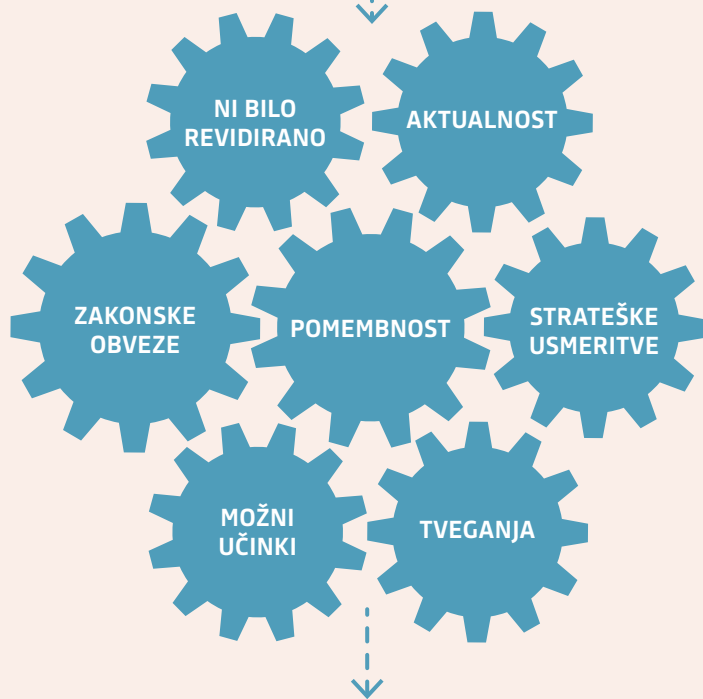 NI BILO
REVIDIRANO
AKTUALNOST
ZAKONSKE
OBVEZE
POMEMBNOST
STRATEŠKE
USMERITVE
MOŽNI
UČINKI
TVEGANJA